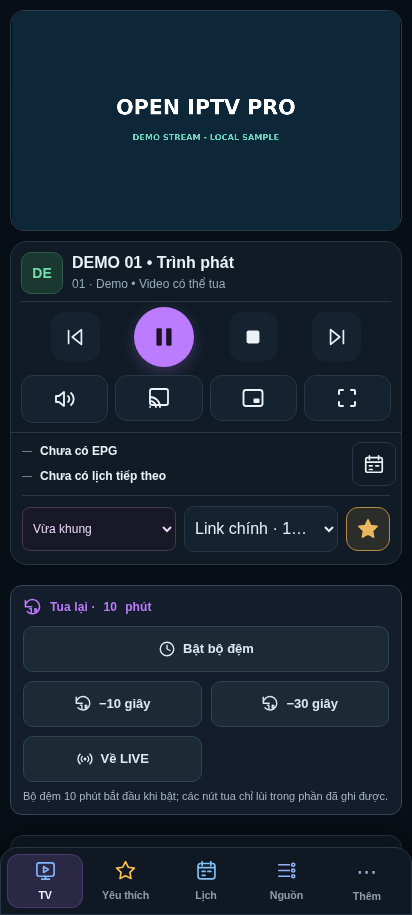 OPEN IPTV PRO
DEMO STREAM - LOCAL SAMPLE
DE
DEMO 01 • Trình phát
01 · Demo • Video có thể tua
— Chưa có EPG
— Chưa có lịch tiếp theo
Vừa khung
Link chính · 1…
Tua lại · 10 phút
Bật bộ đệm
−10 giây
−30 giây
Về LIVE
Bộ đệm 10 phút bắt đầu khi bật; các nút tua chỉ lùi trong phần đã ghi được.
TV
Yêu thích
Lịch
Nguồn
Thêm